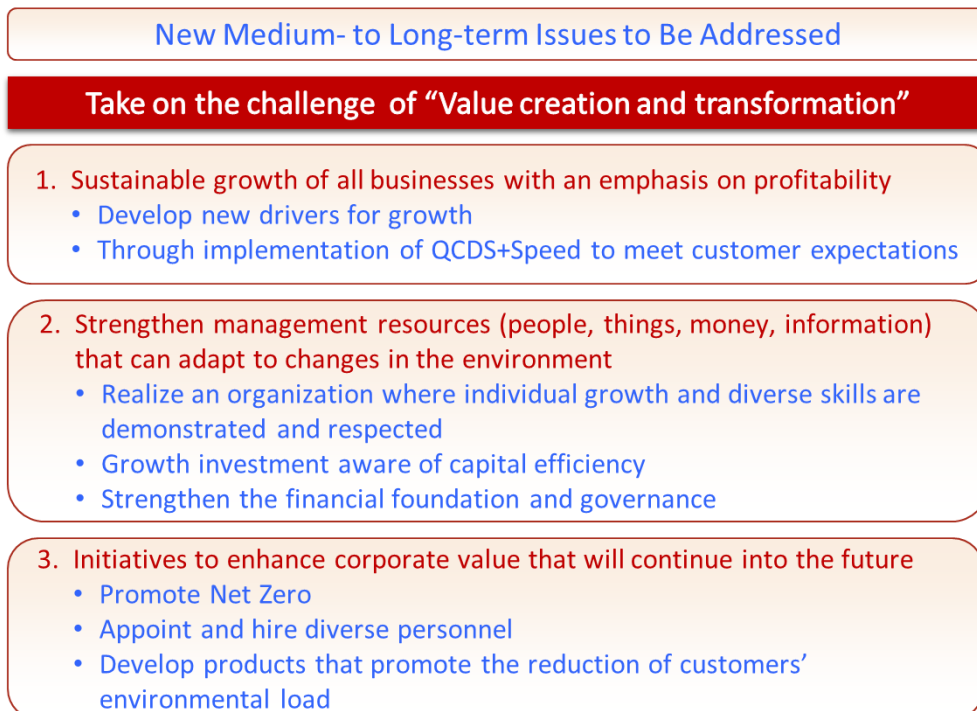 New Medium- to Long-term Issues to Be Addressed
Take on the challenge of “Value creation and transformation”
1. Sustainable growth of all businesses with an emphasis on profitability
• Develop new drivers for growth
• Through implementation of QCDS+Speed to meet customer expectations
2. Strengthen management resources (people, things, money, information)
that can adapt to changes in the environment
• Realize an organization where individual growth and diverse skills are
demonstrated and respected
• Growth investment aware of capital efficiency
• Strengthen the financial foundation and governance
3. Initiatives to enhance corporate value that will continue into the future
• Promote Net Zero
• Appoint and hire diverse personnel
• Develop products that promote the reduction of customers’
environmental load